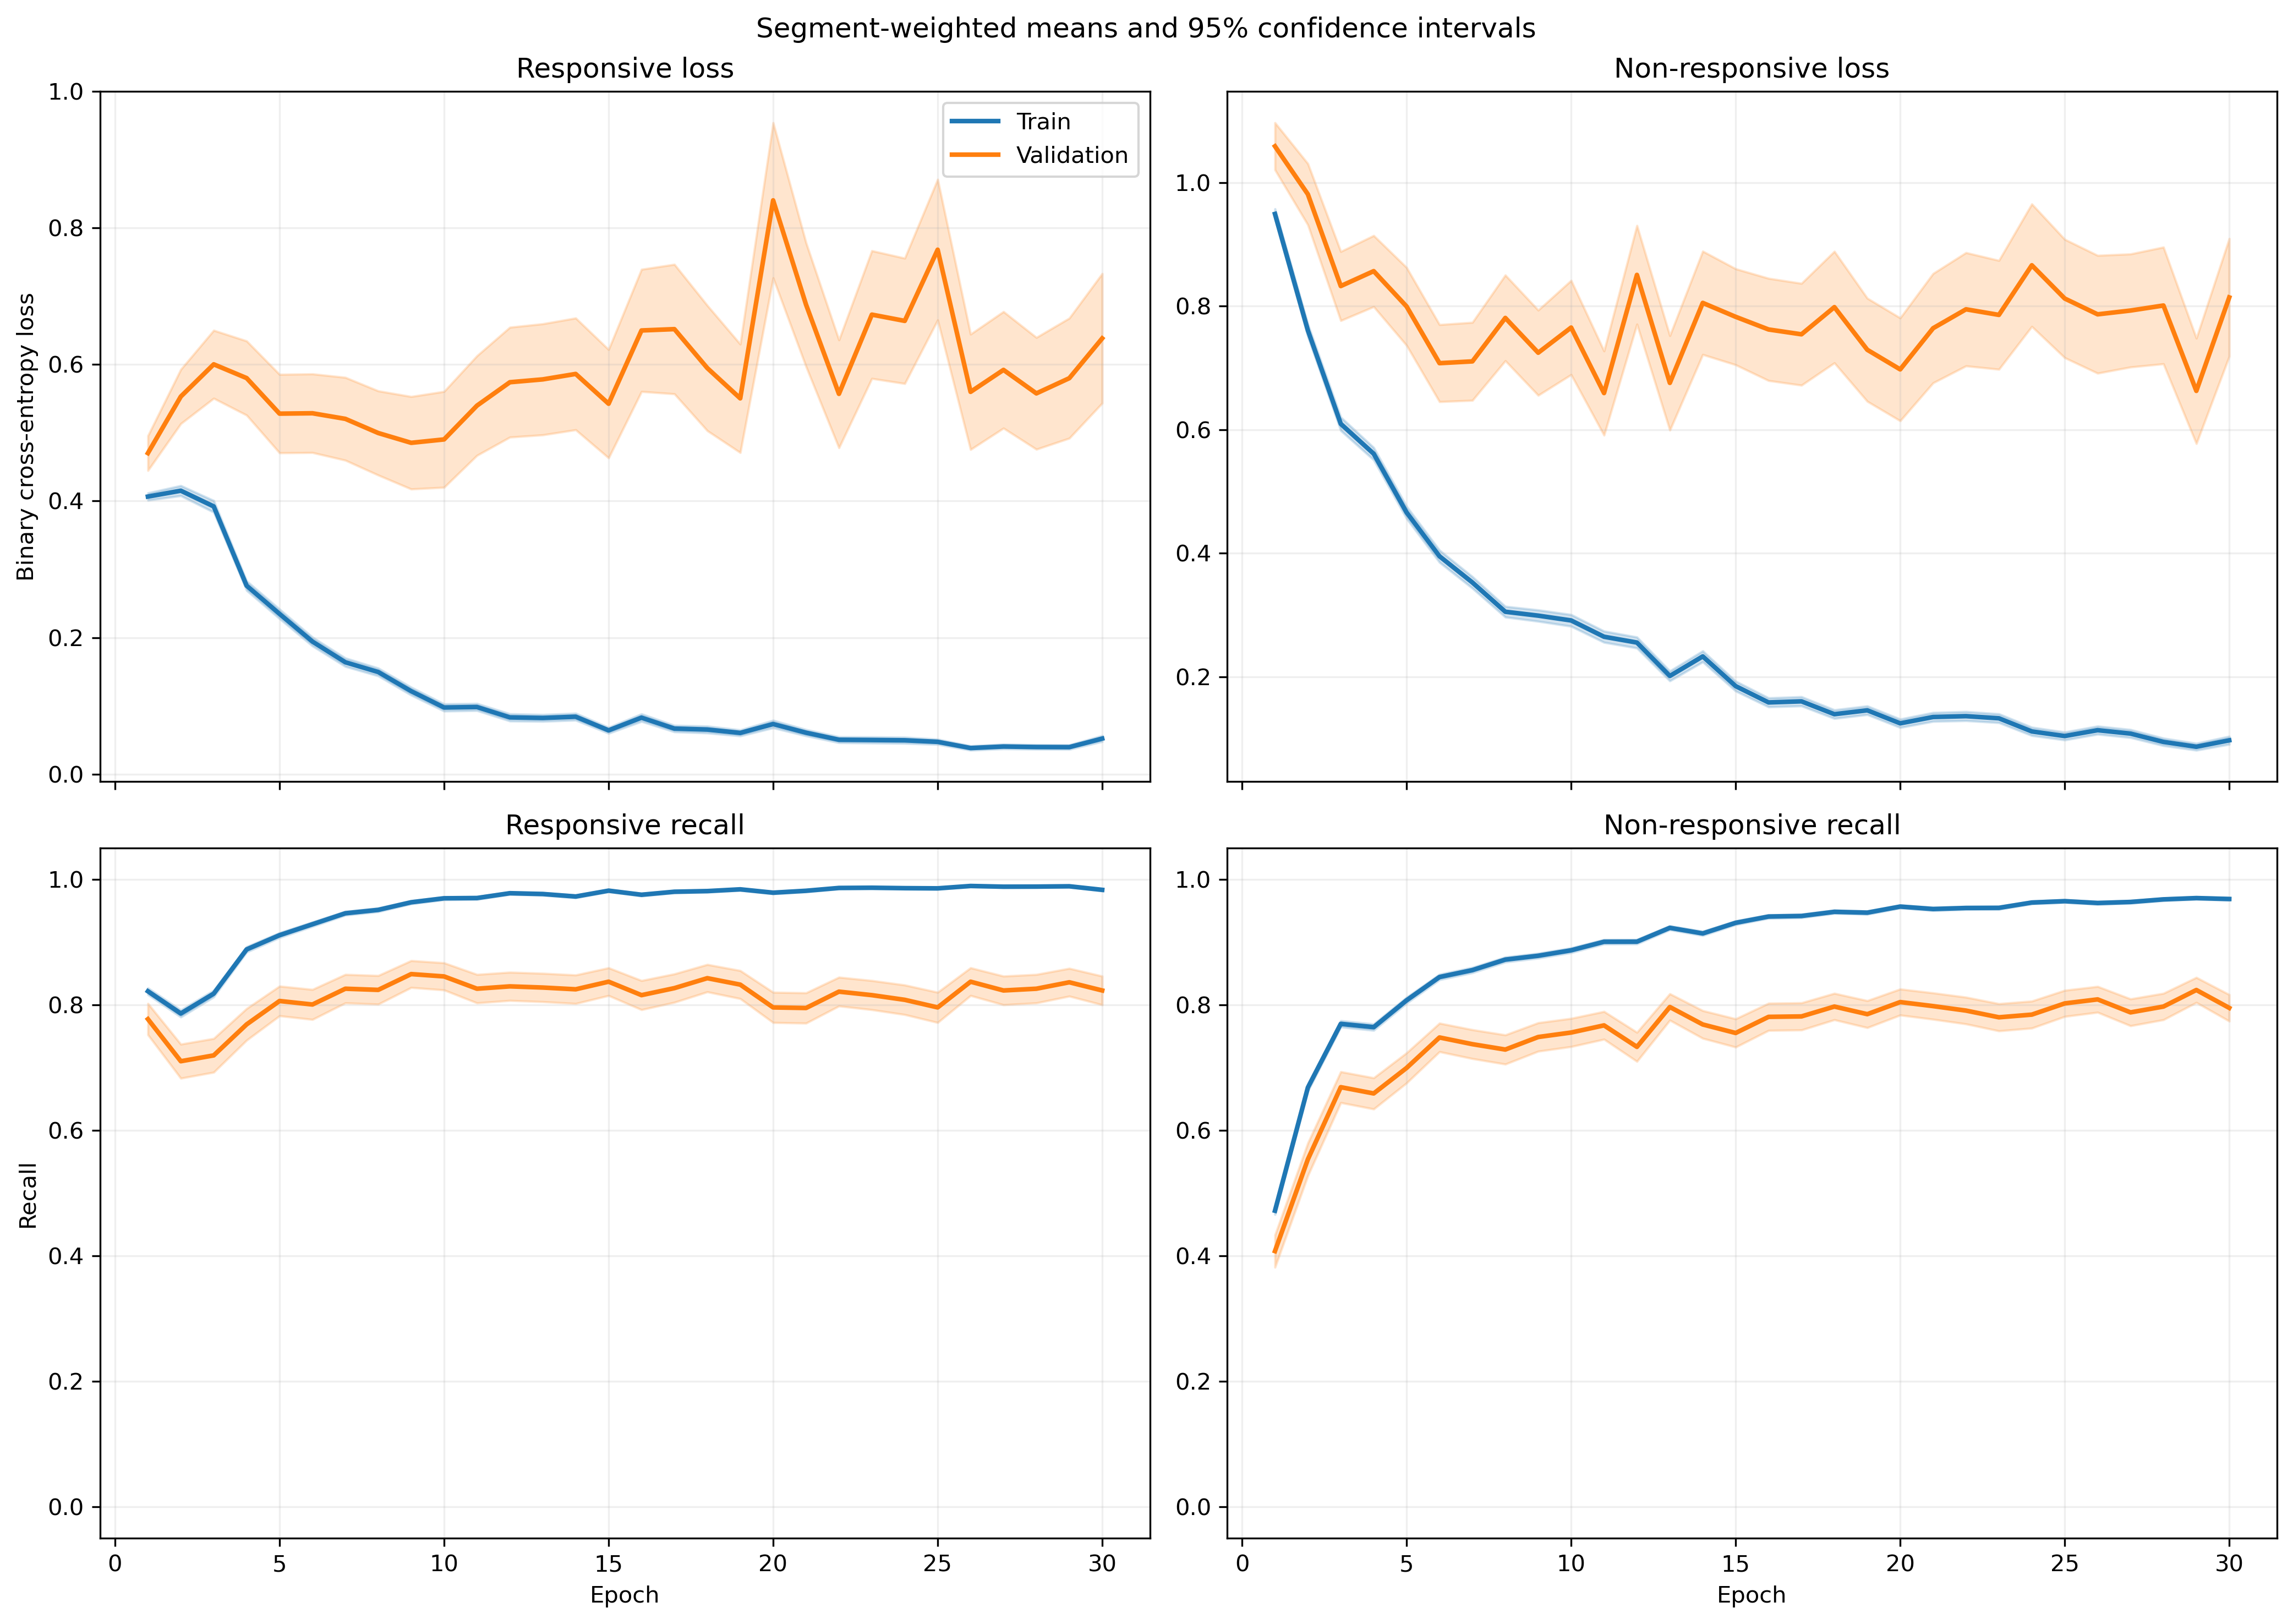 Segment-weighted means and 95% confidence intervals
Responsive loss
Non-responsive loss
Binary cross-entropy loss
1.0
0.8
0.6
0.4
0.2
0.0
Train
Validation
1.0
0.8
0.6
0.4
0.2
Responsive recall
Non-responsive recall
Recall
1.0
0.8
0.6
0.4
0.2
0.0
0 5 10 15 20 25 30
Epoch
1.0
0.8
0.6
0.4
0.2
0.0
0 5 10 15 20 25 30
Epoch